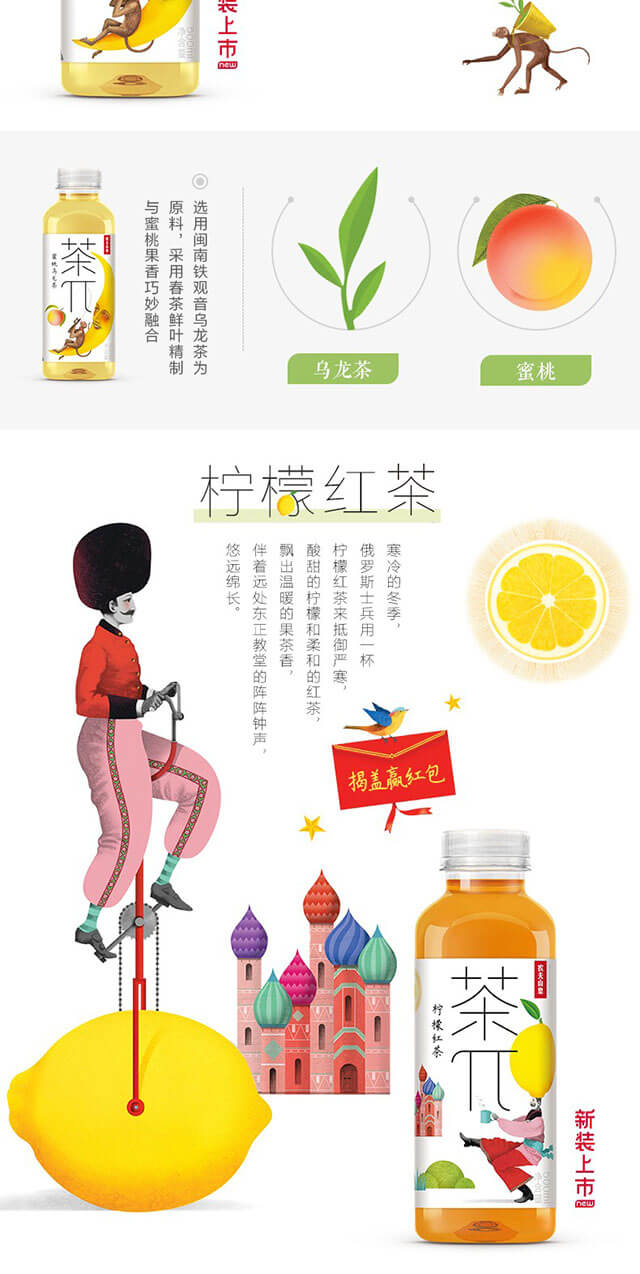 装上市
new
选用闽南铁观音乌龙茶为
原料，采用春茶鲜叶精制
与蜜桃果香巧妙融合
茶π
蜜桃乌龙茶
乌龙茶
蜜桃
柠檬红茶
寒冷的冬季，
俄罗斯士兵用一杯
柠檬红茶来抵御严寒，
酸甜的柠檬和柔和的红茶，
飘出温暖的果茶香，
伴着远处东正教堂的阵阵钟声，
悠远绵长。
揭盖赢红包
农夫山泉
茶π
柠檬红茶
新装上市
new